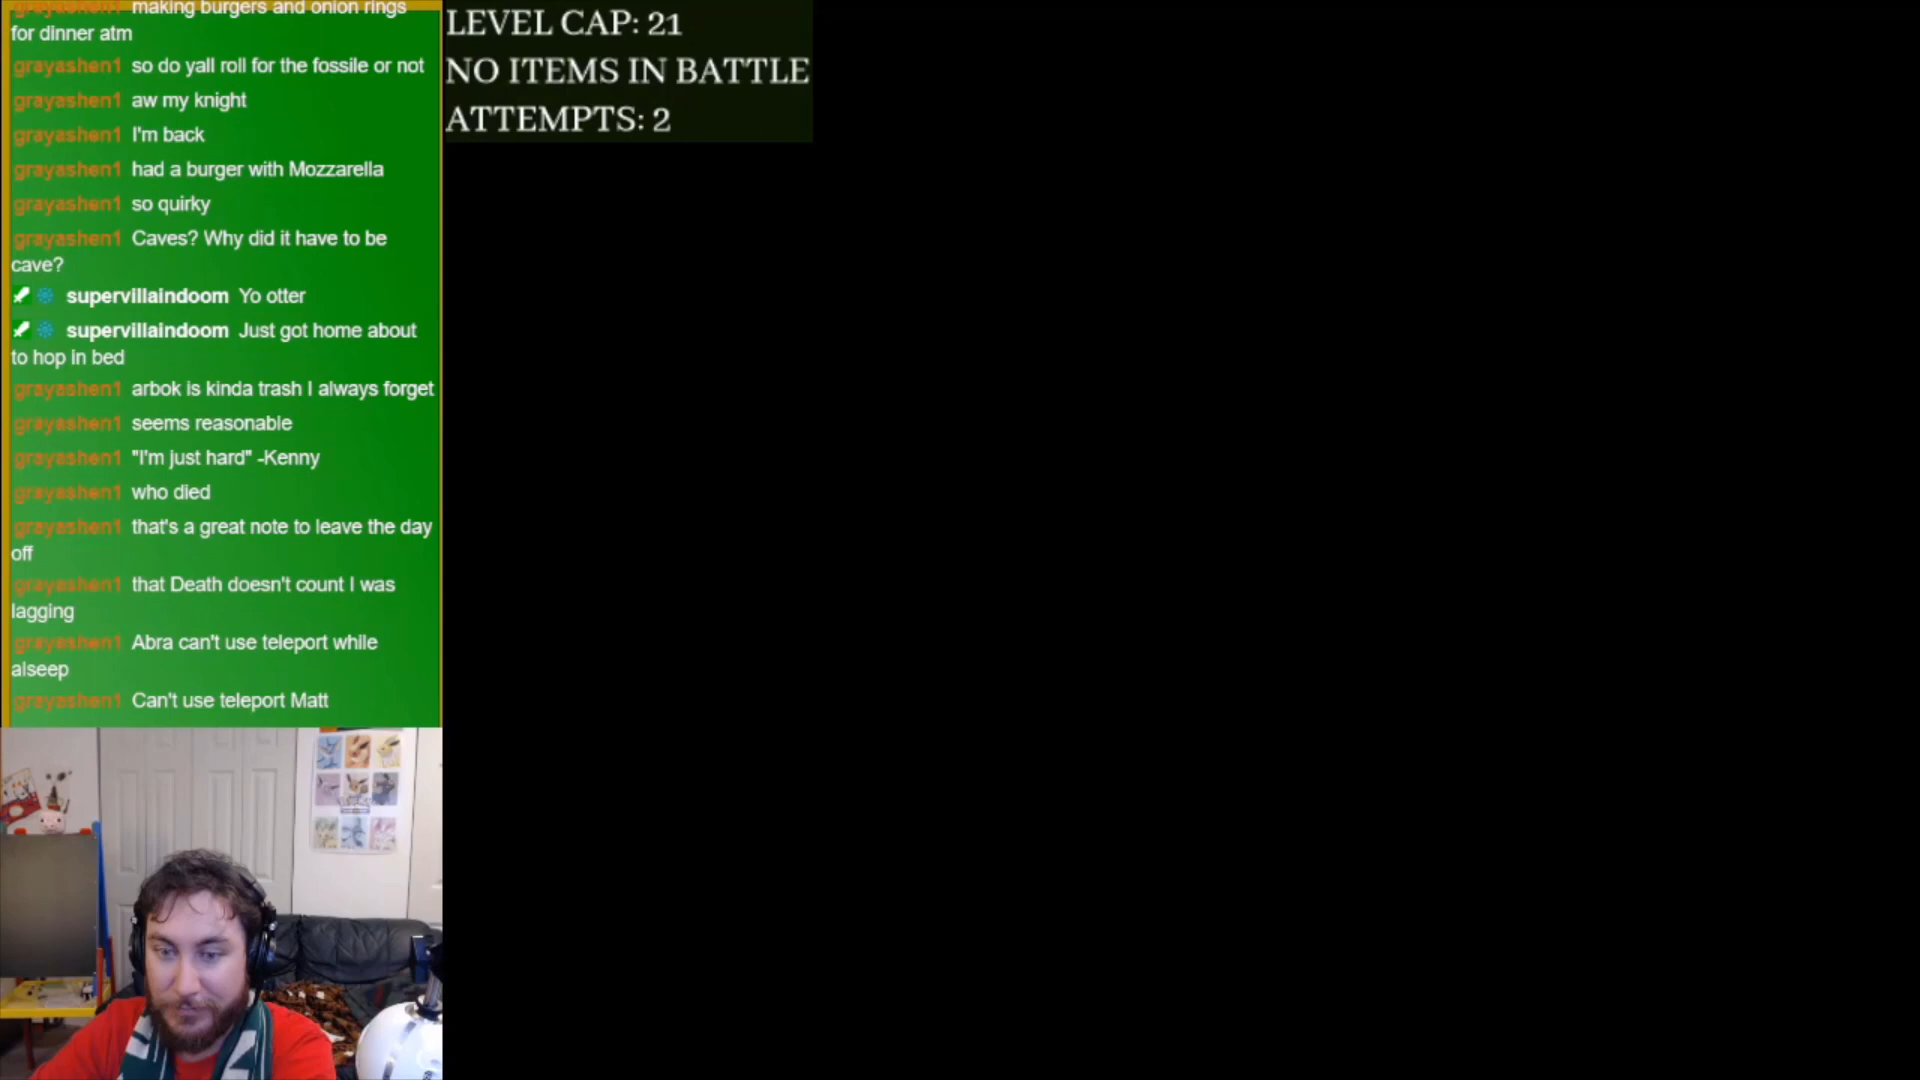 grayashen1 making burgers and onion rings
for dinner atm
grayashen1 so do yall roll for the fossile or not
grayashen1 aw my knight
grayashen1 I'm back
grayashen1 had a burger with Mozzarella
grayashen1 so quirky
grayashen1 Caves? Why did it have to be
cave?
supervillaindoom Yo otter
supervillaindoom Just got home about
to hop in bed
grayashen1 arbok is kinda trash I always forget
grayashen1 seems reasonable
grayashen1 "I'm just hard" -Kenny
grayashen1 who died
grayashen1 that's a great note to leave the day
off
grayashen1 that Death doesn't count I was
lagging
grayashen1 Abra can't use teleport while
alseep
grayashen1 Can't use teleport Matt
LEVEL CAP: 21
NO ITEMS IN BATTLE
ATTEMPTS: 2